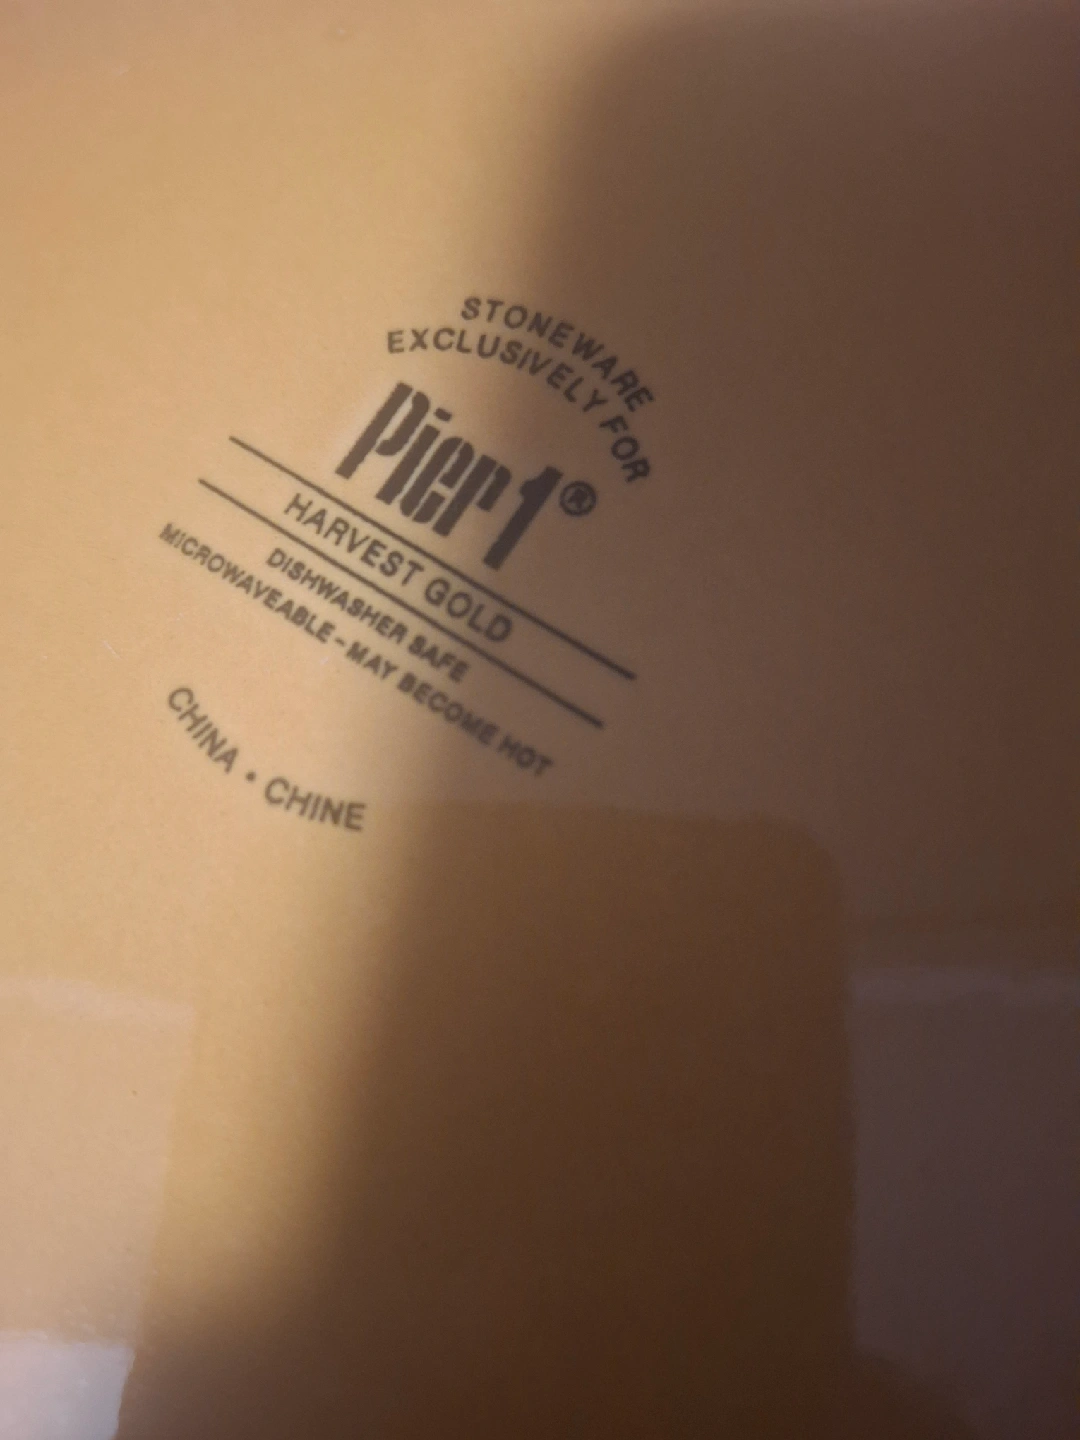 STONEWARE
EXCLUSIVELY FOR
Pier 1®
HARVEST GOLD
DISHWASHER SAFE
MICROWAVEABLE - MAY BECOME HOT
CHINA • CHINE